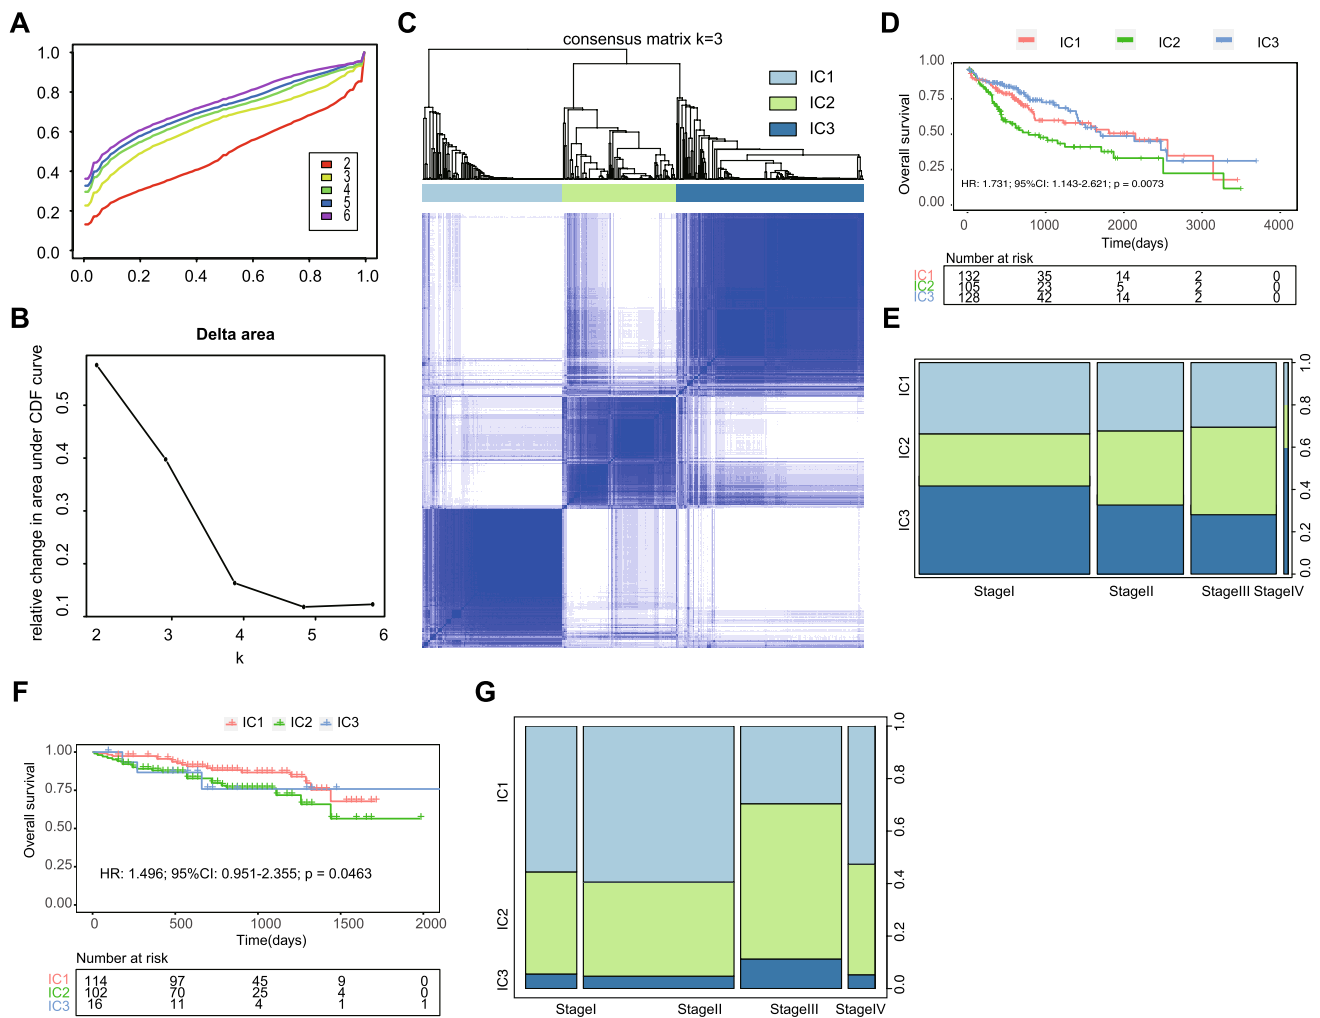 A
1.0
0.8
0.6
0.4
0.2
0.0
0.0 0.2 0.4 0.6 0.8 1.0
2
3
4
5
6
B
Delta area
relative change in area under CDF curve
0.5
0.4
0.3
0.2
0.1
2 3 4 5 6
k
C
consensus matrix k=3
IC1
IC2
IC3
D
IC1 IC2 IC3
Overall survival
1.00
0.75
0.50
0.25
0.00
HR: 1.731; 95%CI: 1.143-2.621; p = 0.0073
0 1000 2000 3000 4000
Time(days)
Number at risk
IC1 132 35 14 2 0
IC2 105 23 5 2 0
IC3 128 42 14 2 0
E
IC1
IC2
IC3
1.0
0.8
0.6
0.4
0.2
0.0
StageI StageII StageIII StageIV
F
IC1 IC2 IC3
Overall survival
1.00
0.75
0.50
0.25
0.00
HR: 1.496; 95%CI: 0.951-2.355; p = 0.0463
0 500 1000 1500 2000
Time(days)
Number at risk
IC1 114 97 45 9 0
IC2 102 70 25 4 0
IC3 16 11 4 1 1
G
IC1
IC2
IC3
1.0
0.8
0.6
0.4
0.2
0.0
StageI StageII StageIII StageIV